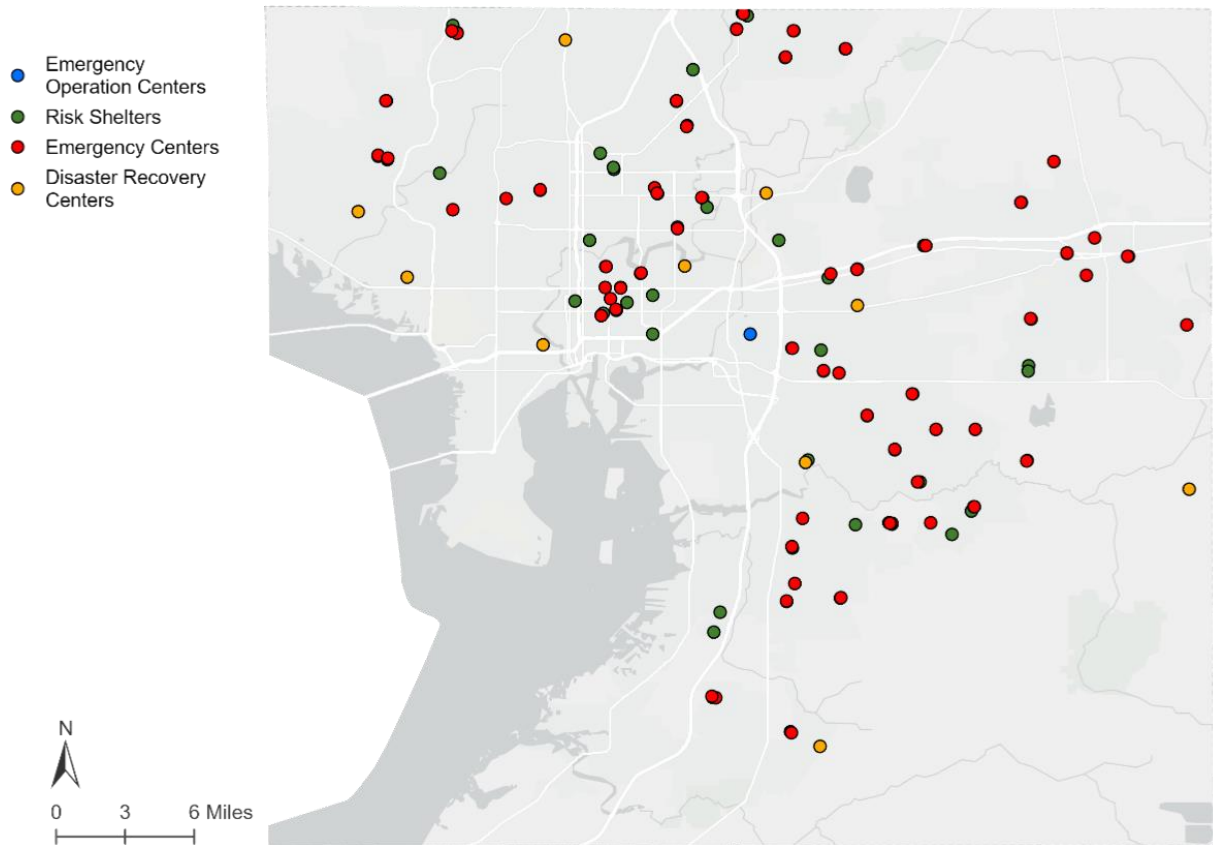 Emergency
Operation Centers
Risk Shelters
Emergency Centers
Disaster Recovery
Centers
N
0 3 6 Miles